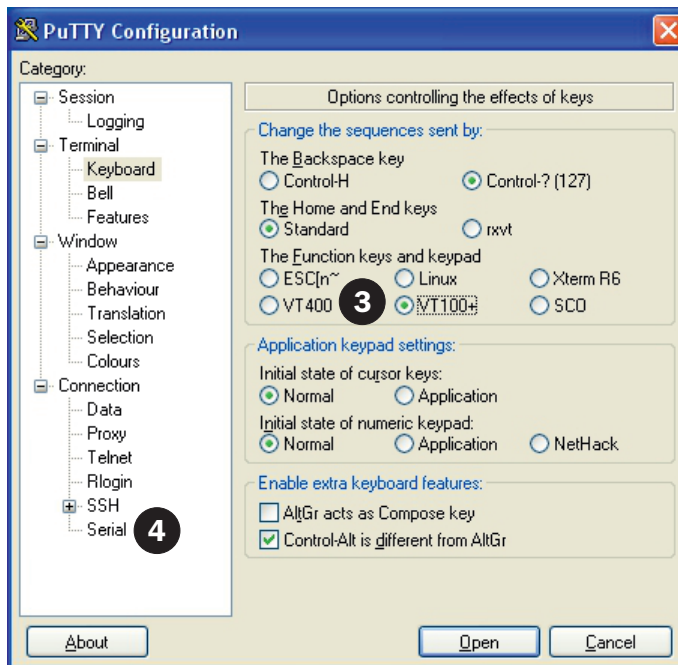 PuTTY Configuration
Category:
Session
Logging
Terminal
Keyboard
Bell
Features
Window
Appearance
Behaviour
Translation
Selection
Colours
Connection
Data
Proxy
Telnet
Rlogin
SSH
Serial 4
Options controlling the effects of keys
Change the sequences sent by:
The Backspace key
Control-H Control-? (127)
The Home and End keys
Standard rxvt
The Function keys and keypad
ESC[n~ Linux Xterm R6
VT400 3 VT100+ SCO
Application keypad settings:
Initial state of cursor keys:
Normal Application
Initial state of numeric keypad:
Normal Application NetHack
Enable extra keyboard features:
AltGr acts as Compose key
Control-Alt is different from AltGr
About Open Cancel